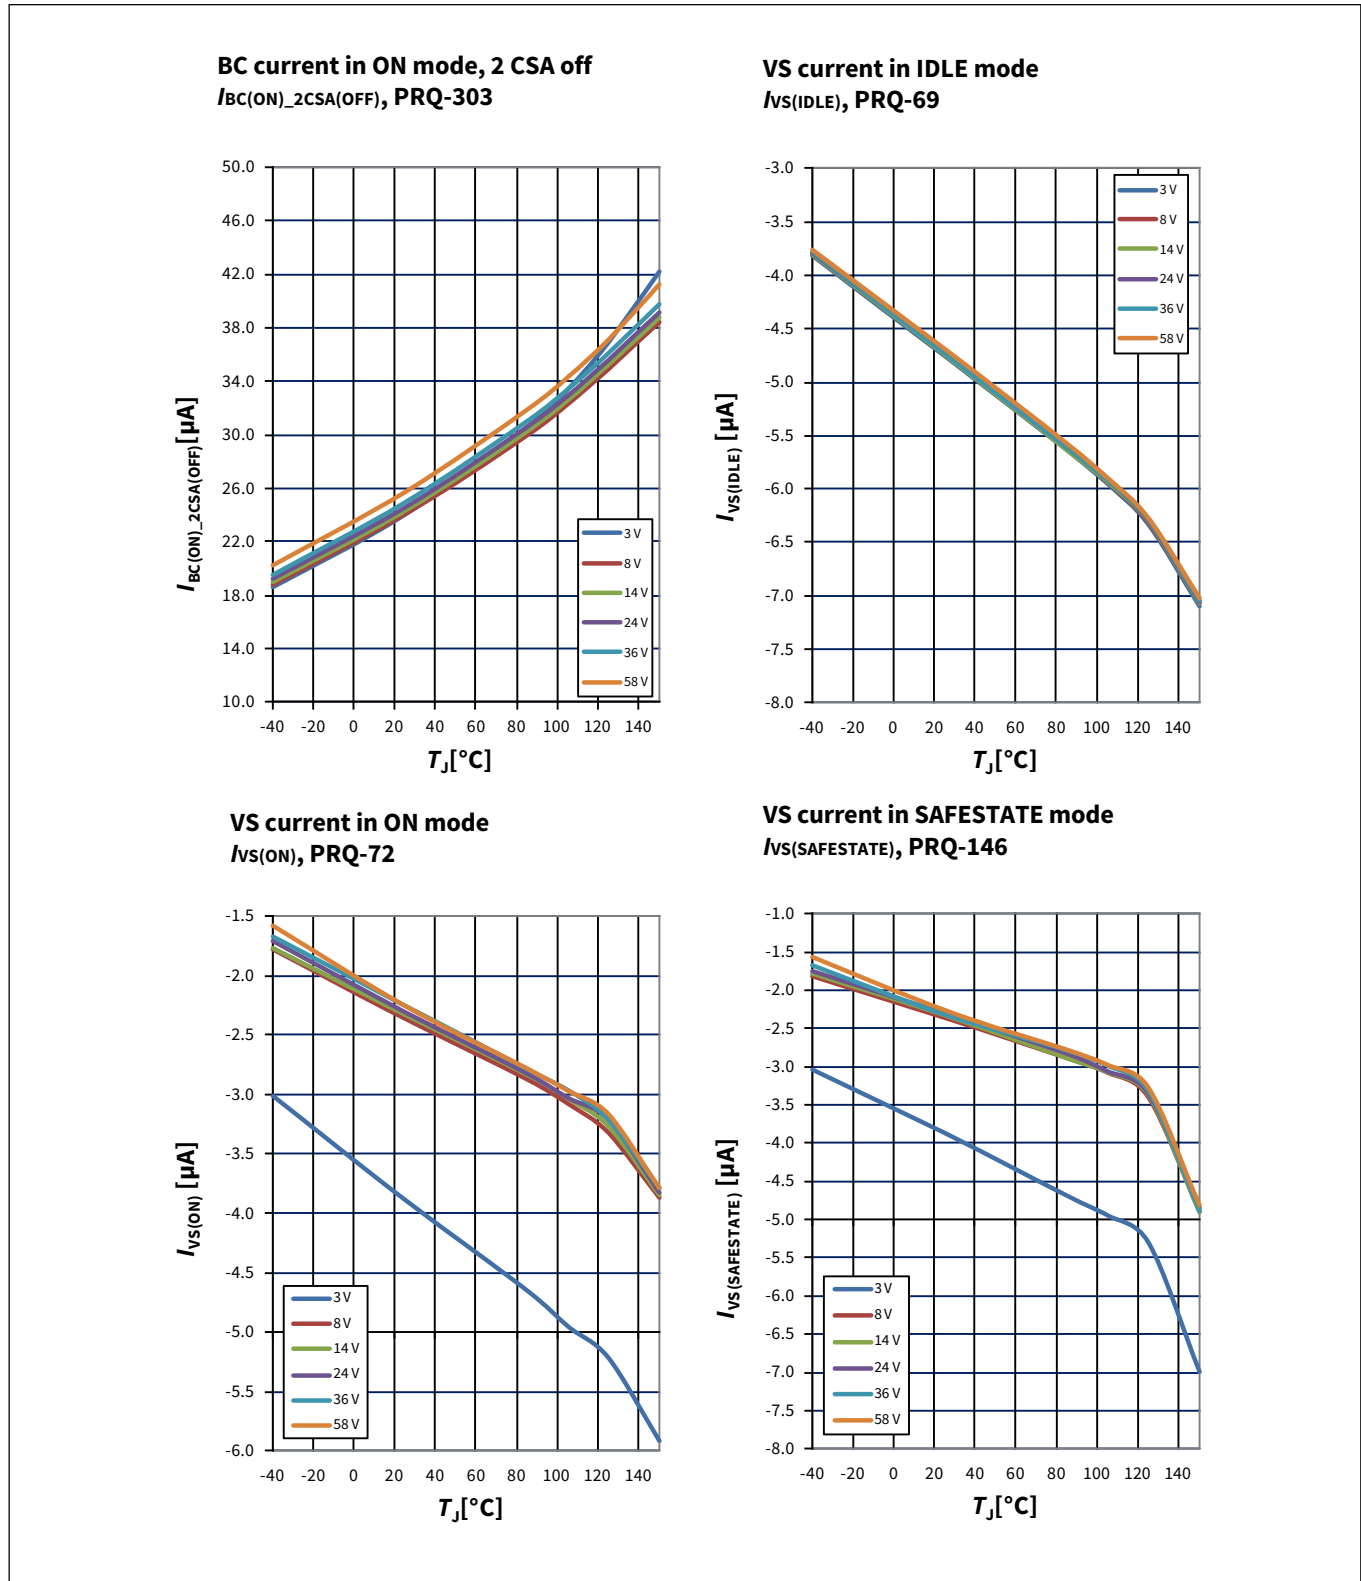 BC current in ON mode, 2 CSA off
IBC(ON)_2CSA(OFF), PRQ-303
50.0
46.0
42.0
38.0
34.0
30.0
26.0
22.0
18.0
14.0
10.0
-40 -20 0 20 40 60 80 100 120 140
IBC(ON)_2CSA(OFF) [µA]
TJ[°C]
3 V
8 V
14 V
24 V
36 V
58 V
VS current in IDLE mode
IVS(IDLE), PRQ-69
-3.0
-3.5
-4.0
-4.5
-5.0
-5.5
-6.0
-6.5
-7.0
-7.5
-8.0
-40 -20 0 20 40 60 80 100 120 140
IVS(IDLE) [µA]
TJ[°C]
3 V
8 V
14 V
24 V
36 V
58 V
VS current in ON mode
IVS(ON), PRQ-72
-1.5
-2.0
-2.5
-3.0
-3.5
-4.0
-4.5
-5.0
-5.5
-6.0
-40 -20 0 20 40 60 80 100 120 140
IVS(ON) [µA]
TJ[°C]
3 V
8 V
14 V
24 V
36 V
58 V
VS current in SAFESTATE mode
IVS(SAFESTATE), PRQ-146
-1.0
-1.5
-2.0
-2.5
-3.0
-3.5
-4.0
-4.5
-5.0
-5.5
-6.0
-6.5
-7.0
-7.5
-8.0
-40 -20 0 20 40 60 80 100 120 140
IVS(SAFESTATE) [µA]
TJ[°C]
3 V
8 V
14 V
24 V
36 V
58 V